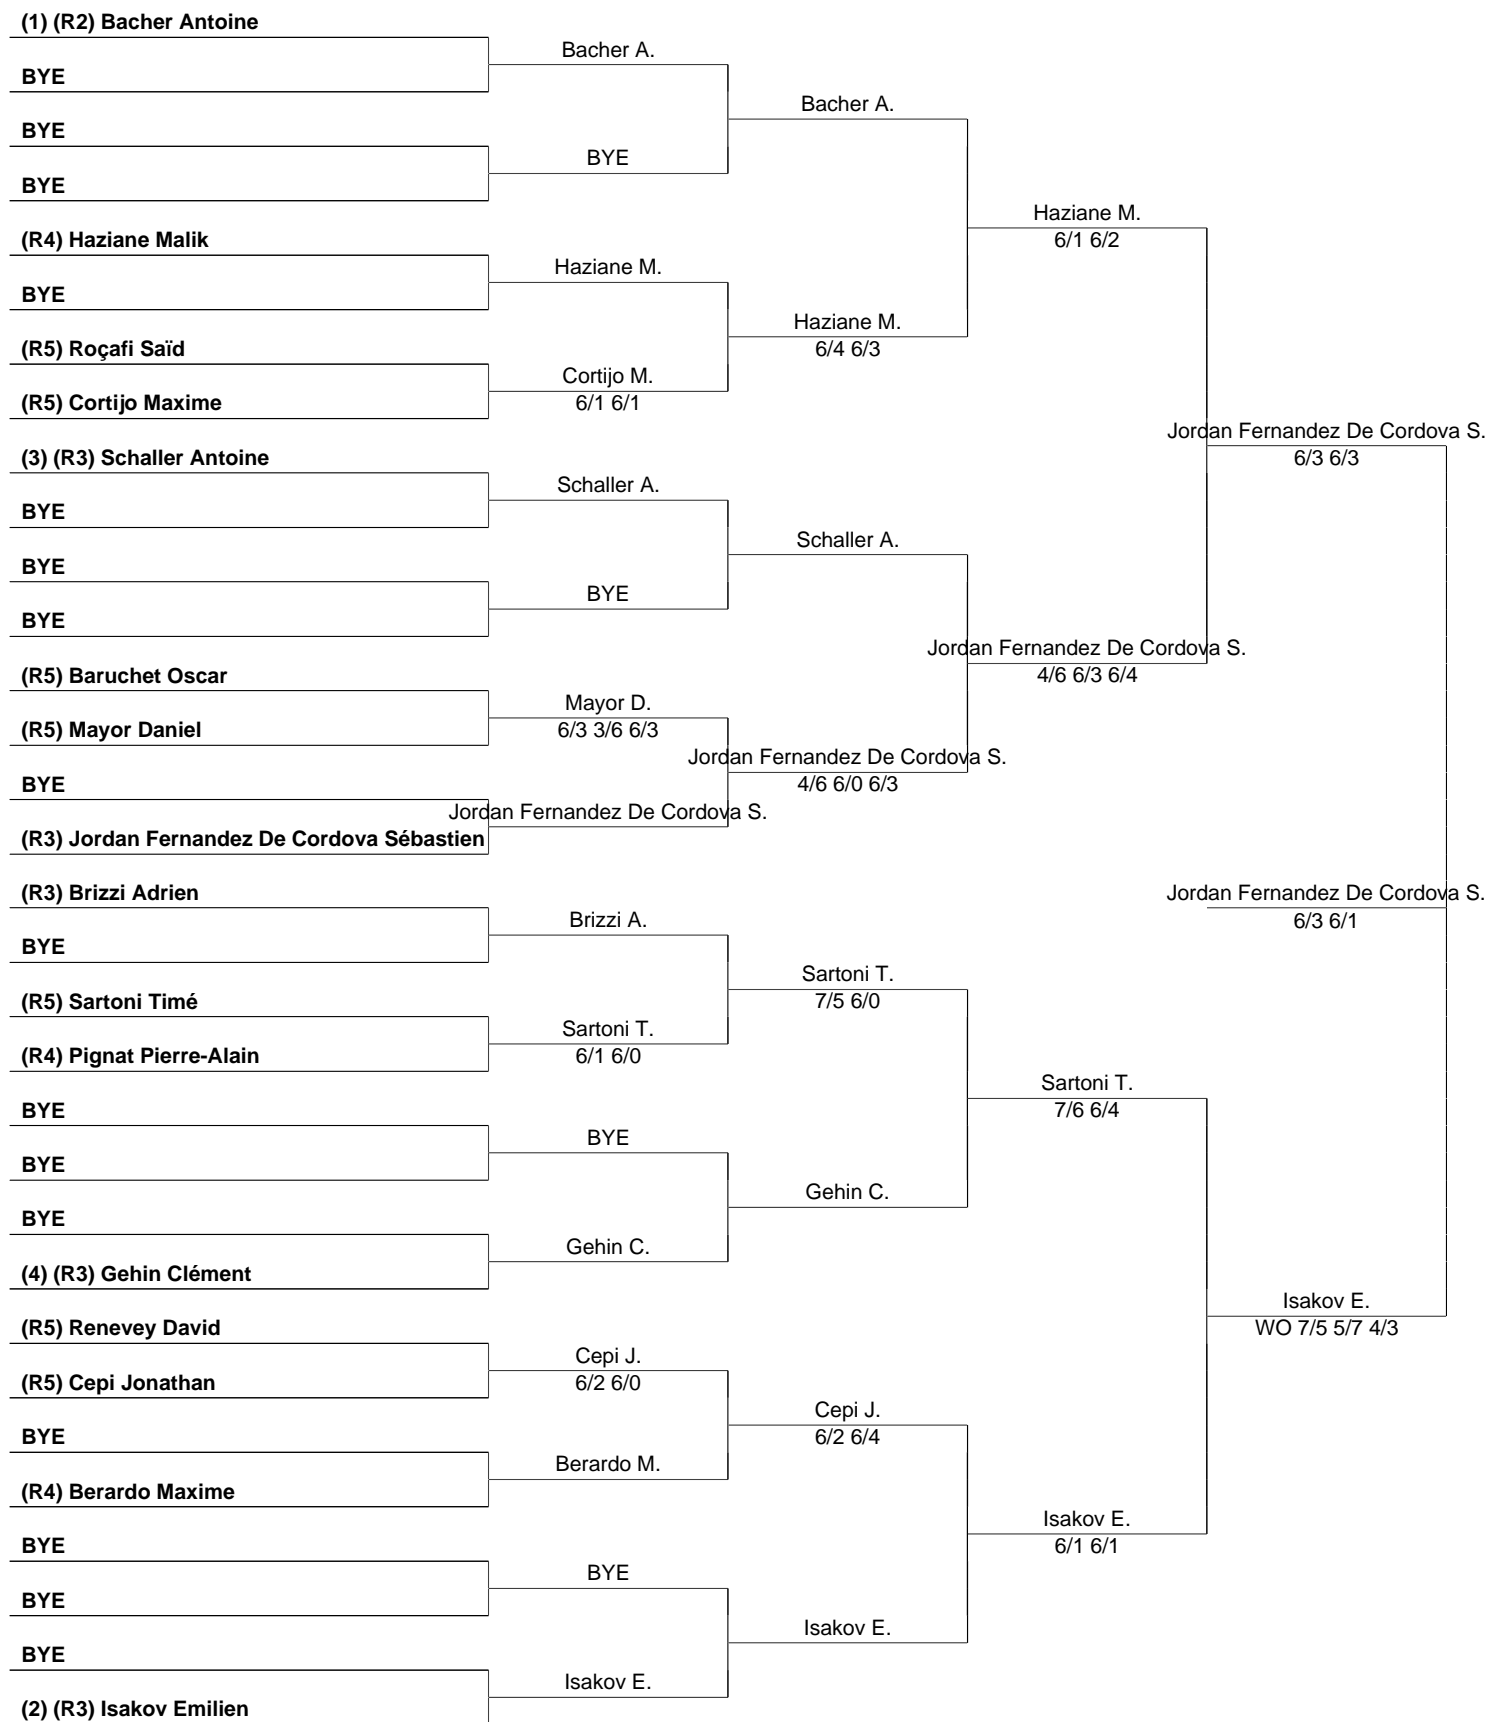 (1) (R2) Bacher Antoine
Bacher A.
BYE
Bacher A.
BYE
BYE
BYE
Haziane M.
6/1 6/2
(R4) Haziane Malik
Haziane M.
BYE
Haziane M.
6/4 6/3
(R5) Roçafi Saïd
Cortijo M.
6/1 6/1
(R5) Cortijo Maxime
Jordan Fernandez De Cordova S.
6/3 6/3
(3) (R3) Schaller Antoine
Schaller A.
BYE
Schaller A.
BYE
BYE
BYE
Jordan Fernandez De Cordova S.
4/6 6/3 6/4
(R5) Baruchet Oscar
Mayor D.
6/3 3/6 6/3
(R5) Mayor Daniel
Jordan Fernandez De Cordova S.
4/6 6/0 6/3
BYE
Jordan Fernandez De Cordova S.
(R3) Jordan Fernandez De Cordova Sébastien
(R3) Brizzi Adrien
Jordan Fernandez De Cordova S.
6/3 6/1
Brizzi A.
BYE
Sartoni T.
7/5 6/0
(R5) Sartoni Timé
Sartoni T.
6/1 6/0
(R4) Pignat Pierre-Alain
Sartoni T.
7/6 6/4
BYE
BYE
BYE
Gehin C.
BYE
Gehin C.
(4) (R3) Gehin Clément
Isakov E.
WO 7/5 5/7 4/3
(R5) Renevey David
Cepi J.
6/2 6/0
(R5) Cepi Jonathan
Cepi J.
6/2 6/4
BYE
Berardo M.
(R4) Berardo Maxime
Isakov E.
6/1 6/1
BYE
BYE
BYE
Isakov E.
BYE
Isakov E.
(2) (R3) Isakov Emilien